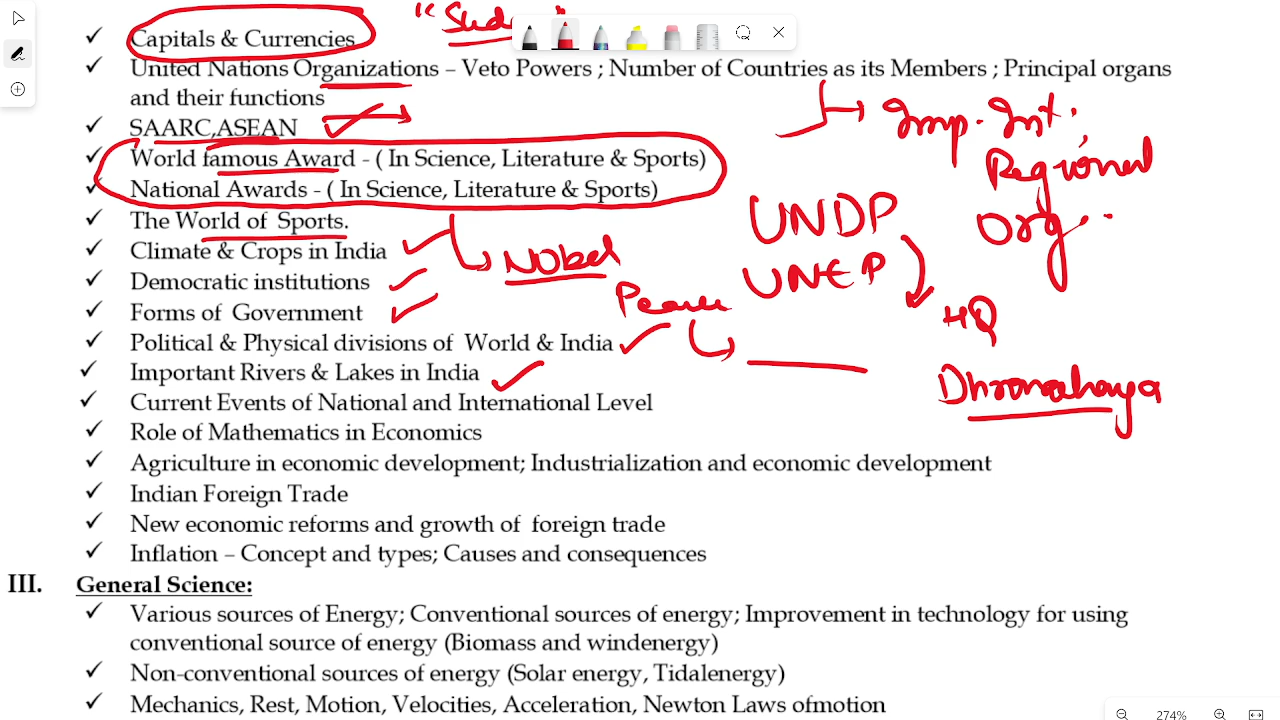 "Sud
✓ Capitals & Currencies
✓ United Nations Organizations – Veto Powers ; Number of Countries as its Members ; Principal organs
and their functions
✓ SAARC,ASEAN
Imp. Int.
✓ World famous Award - ( In Science, Literature & Sports)
Regional
✓ National Awards - ( In Science, Literature & Sports)
UNDP
Org..
✓ The World of Sports.
✓ Climate & Crops in India
Nobel
UNEP
✓ Democratic institutions
Peace
✓ Forms of Government
HQ
✓ Political & Physical divisions of World & India
✓ Important Rivers & Lakes in India
Dhronacharya
✓ Current Events of National and International Level
✓ Role of Mathematics in Economics
✓ Agriculture in economic development; Industrialization and economic development
✓ Indian Foreign Trade
✓ New economic reforms and growth of foreign trade
✓ Inflation – Concept and types; Causes and consequences
III. General Science:
✓ Various sources of Energy; Conventional sources of energy; Improvement in technology for using
conventional source of energy (Biomass and windenergy)
✓ Non-conventional sources of energy (Solar energy, Tidalenergy)
✓ Mechanics, Rest, Motion, Velocities, Acceleration, Newton Laws ofmotion
274%